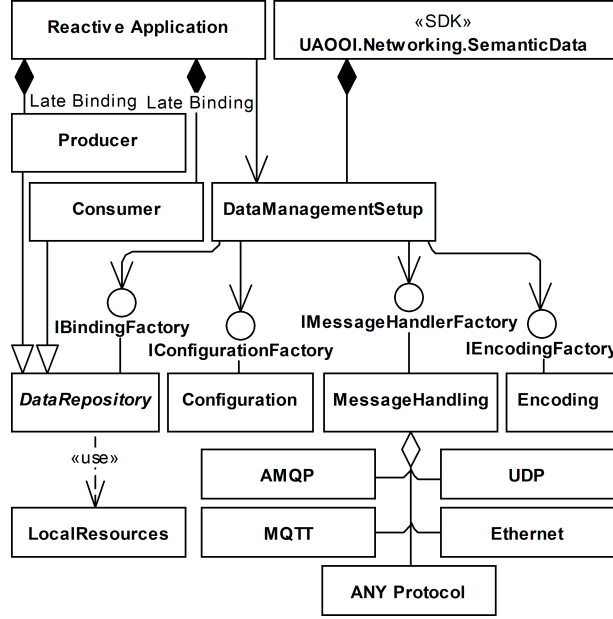 Reactive Application
«SDK»
UAOOI.Networking.SemanticData
Late Binding
Late Binding
Producer
Consumer
DataManagementSetup
IBindingFactory
IConfigurationFactory
IMessageHandlerFactory
IEncodingFactory
DataRepository
Configuration
MessageHandling
Encoding
«use»
AMQP
UDP
LocalResources
MQTT
Ethernet
ANY Protocol